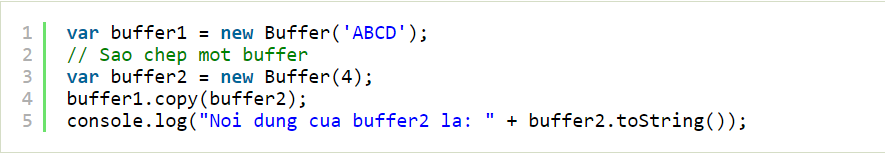 1 var buffer1 = new Buffer('ABCD');
2 // Sao chep mot buffer
3 var buffer2 = new Buffer(4);
4 buffer1.copy(buffer2);
5 console.log("Noi dung cua buffer2 la: " + buffer2.toString());